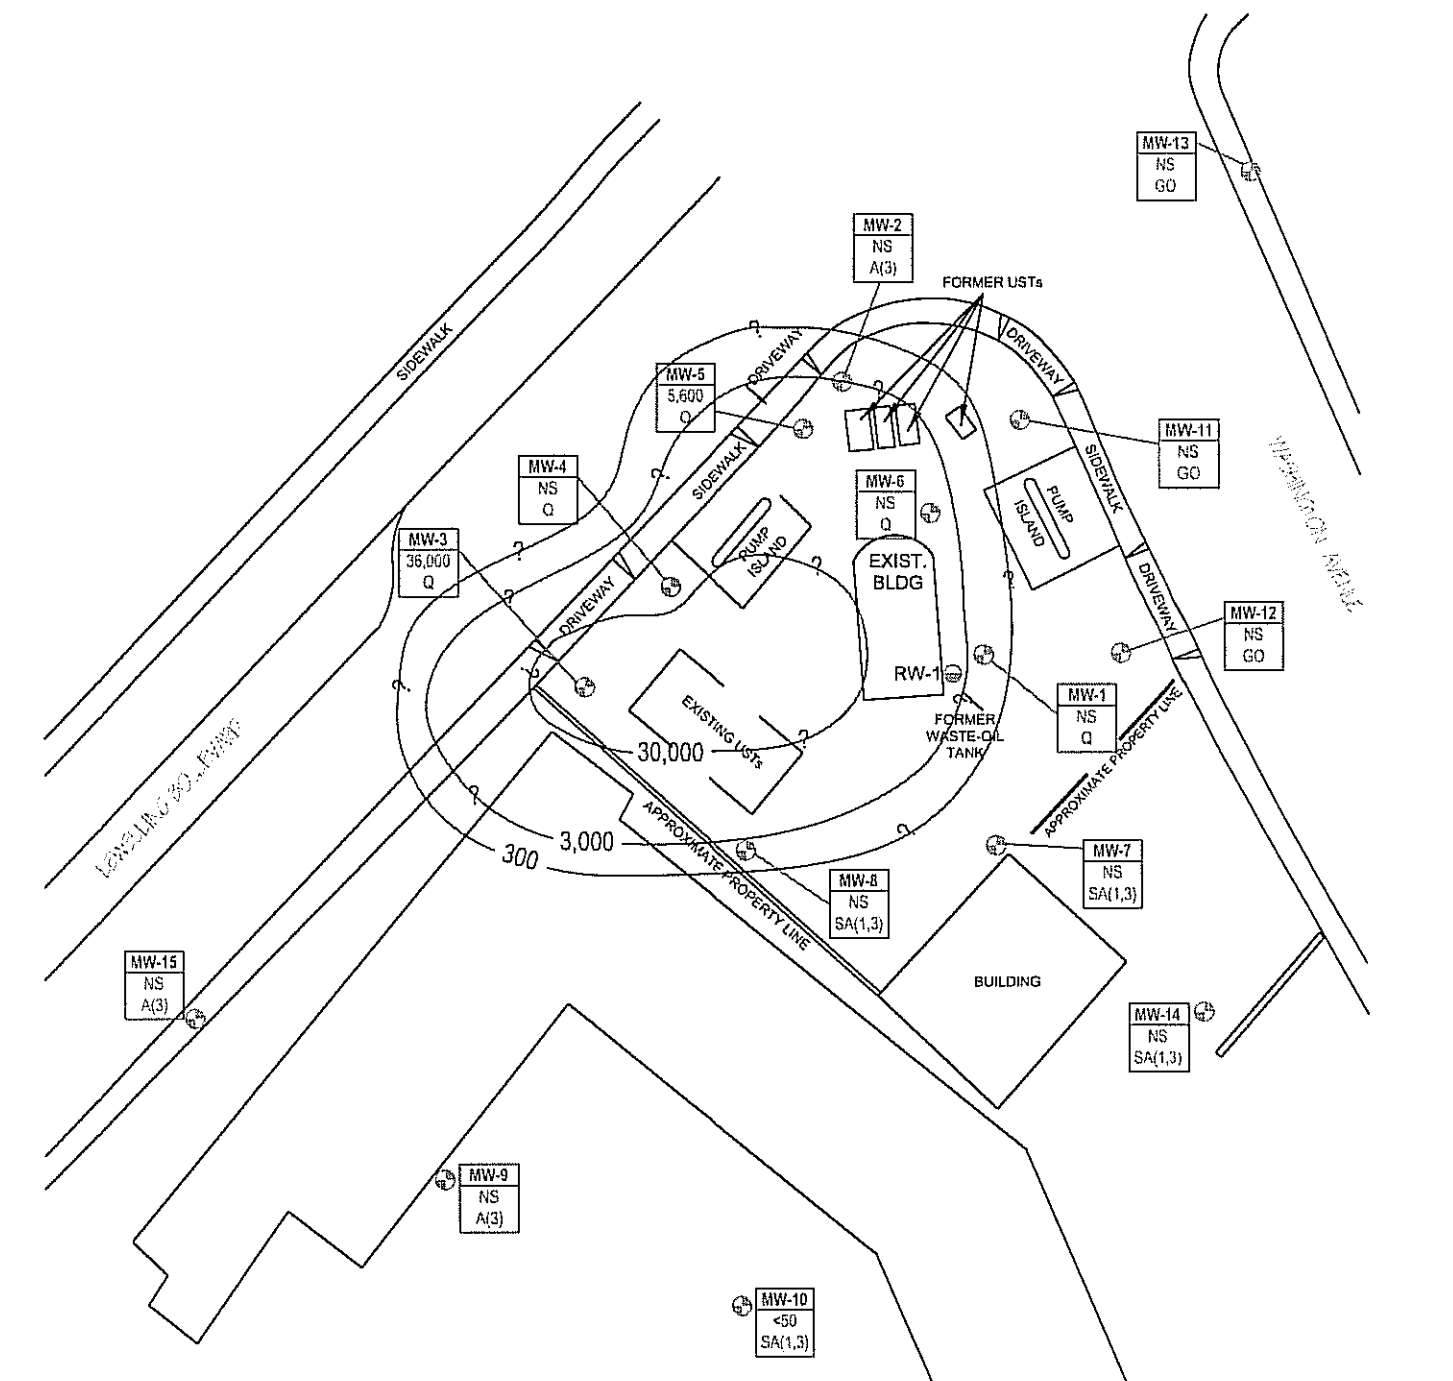 MW-13
NS
GO
MW-2
NS
A(3)
FORMER USTs
SIDEWALK
DRIVEWAY
DRIVEWAY
MW-5
5,600
Q
?
?
?
SIDEWALK
MW-11
NS
GO
SIDEWALK
WASHINGTON AVENUE
MW-4
NS
Q
MW-6
NS
Q
PUMP
ISLAND
PUMP
ISLAND
MW-3
36,000
Q
?
?
?
?
EXIST.
BLDG
DRIVEWAY
DRIVEWAY
MW-12
NS
GO
RW-1
?
?
?
MW-1
NS
Q
EXISTING USTs
FORMER
WASTE-OIL
TANK
APPROXIMATE PROPERTY LINE
30,000
?
LEWELLING BOULEVARD
?
3,000
300
?
APPROXIMATE PROPERTY LINE
MW-7
NS
SA(1,3)
MW-8
NS
SA(1,3)
MW-15
NS
A(3)
BUILDING
MW-14
NS
SA(1,3)
MW-9
NS
A(3)
MW-10
<50
SA(1,3)